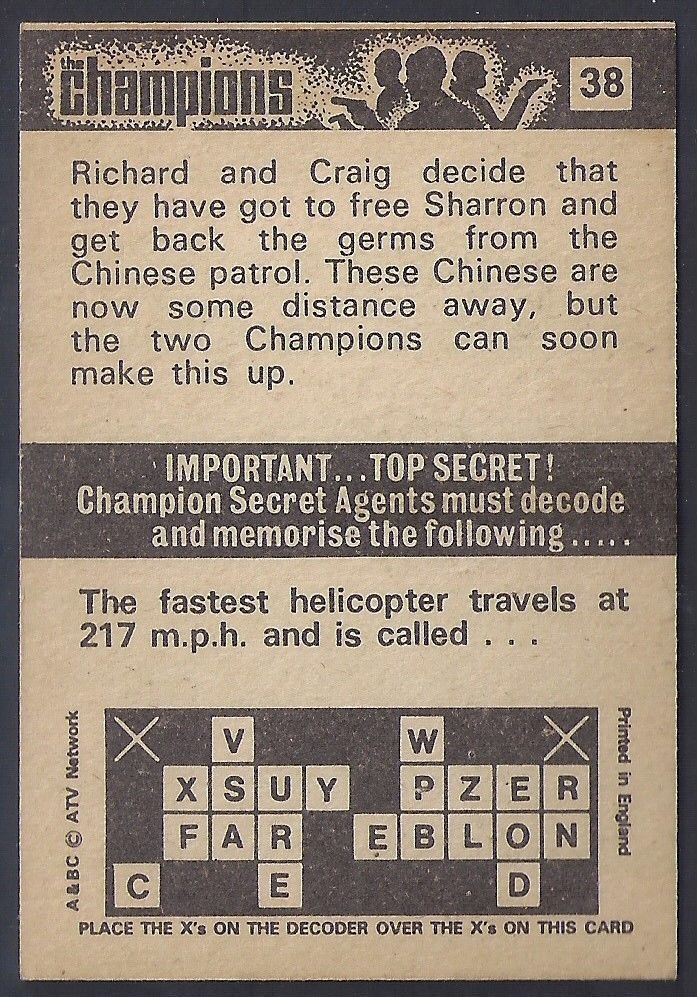 the
champions
38
Richard and Craig decide that
they have got to free Sharron and
get back the germs from the
Chinese patrol. These Chinese are
now some distance away, but
the two Champions can soon
make this up.
IMPORTANT...TOP SECRET!
Champion Secret Agents must decode
and memorise the following.....
The fastest helicopter travels at
217 m.p.h. and is called . . .
A & BC © ATV Network
X V W X
X S U Y P Z E R
F A R E B L O N
C E D
Printed in England
PLACE THE X's ON THE DECODER OVER THE X's ON THIS CARD